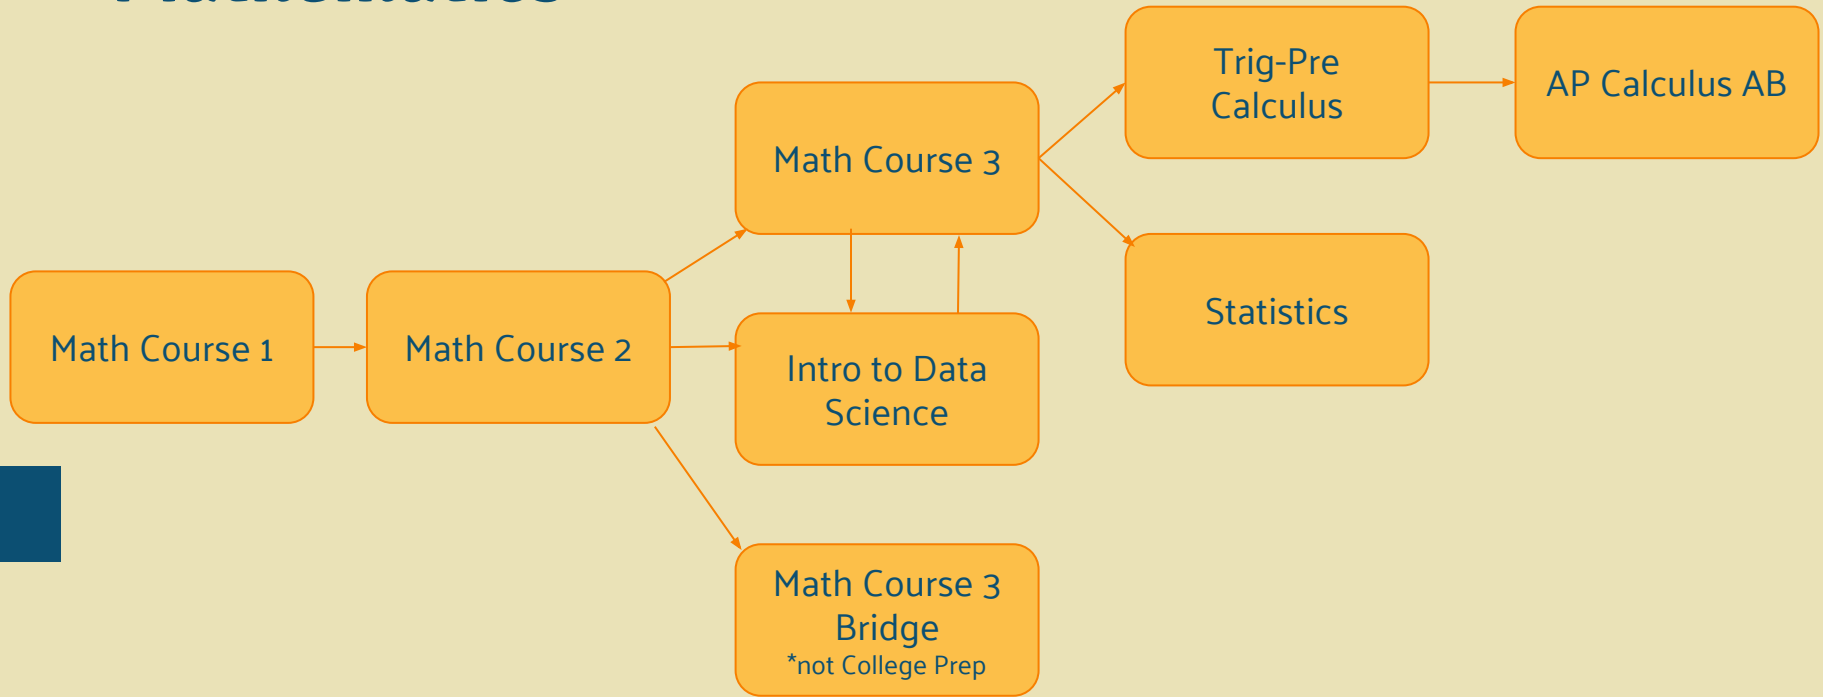 Mathematics
Trig-Pre
Calculus
AP Calculus AB
Math Course 3
Math Course 1
Math Course 2
Intro to Data
Science
Statistics
Math Course 3
Bridge
*not College Prep